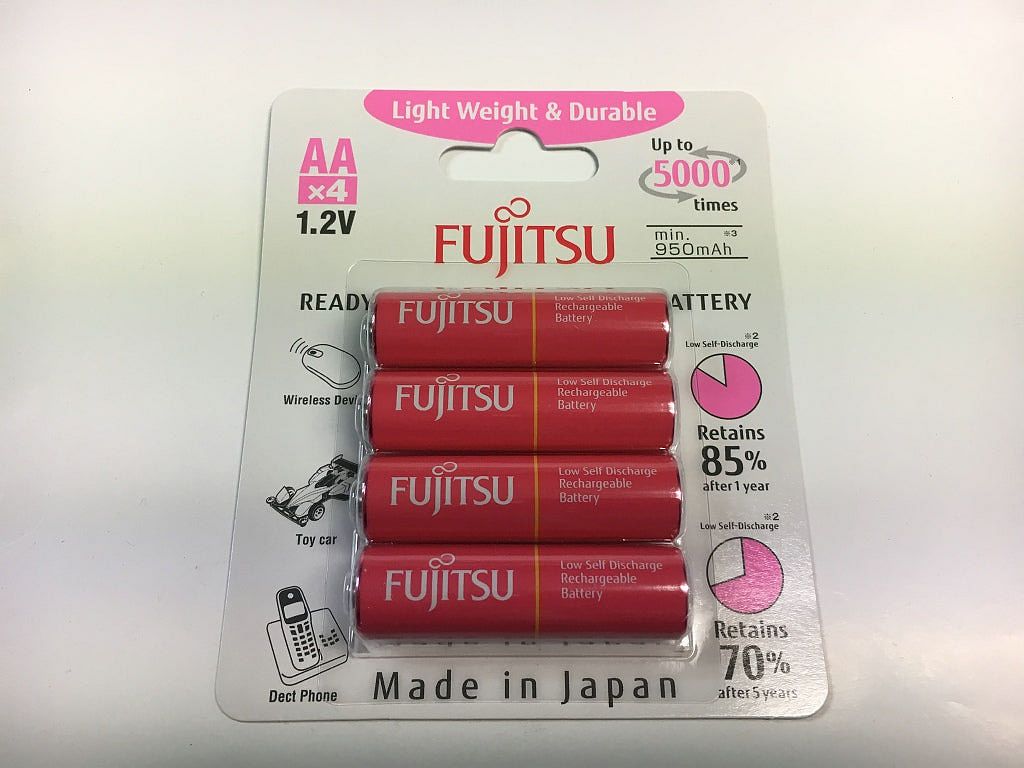 Light Weight & Durable
AA
x4
1.2V
Up to
5000 ※1
times
FUJITSU
min. ※3
950mAh
READY
ATTERY
FUJITSU
Low Self Discharge
Rechargeable
Battery
FUJITSU
Low Self Discharge
Rechargeable
Battery
FUJITSU
Low Self Discharge
Rechargeable
Battery
FUJITSU
Low Self Discharge
Rechargeable
Battery
Wireless Devi
Toy car
Dect Phone
※2
Low Self-Discharge
Retains
85%
after 1 year
※2
Low Self-Discharge
Retains
70%
after 5 years
Made in Japan